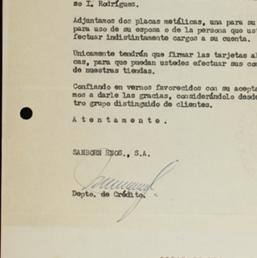 so I. Rodríguez.
Adjuntamos dos placas metálicas, una para su
para uso de su esposa o de la persona que ust
fectuar indistintamente cargos a su cuenta.
Unicamente tendrán que firmar las tarjetas al
cas, para que puedan ustedes efectuar sus co
de nuestras tiendas.
Confiando en vernos favorecidos con su acepta
mos a darle las gracias, considerándolo desde
tro grupo distinguido de clientes.
A t e n t a m e n t e .
SANBORN HNOS., S.A.
Depto. de Crédito.